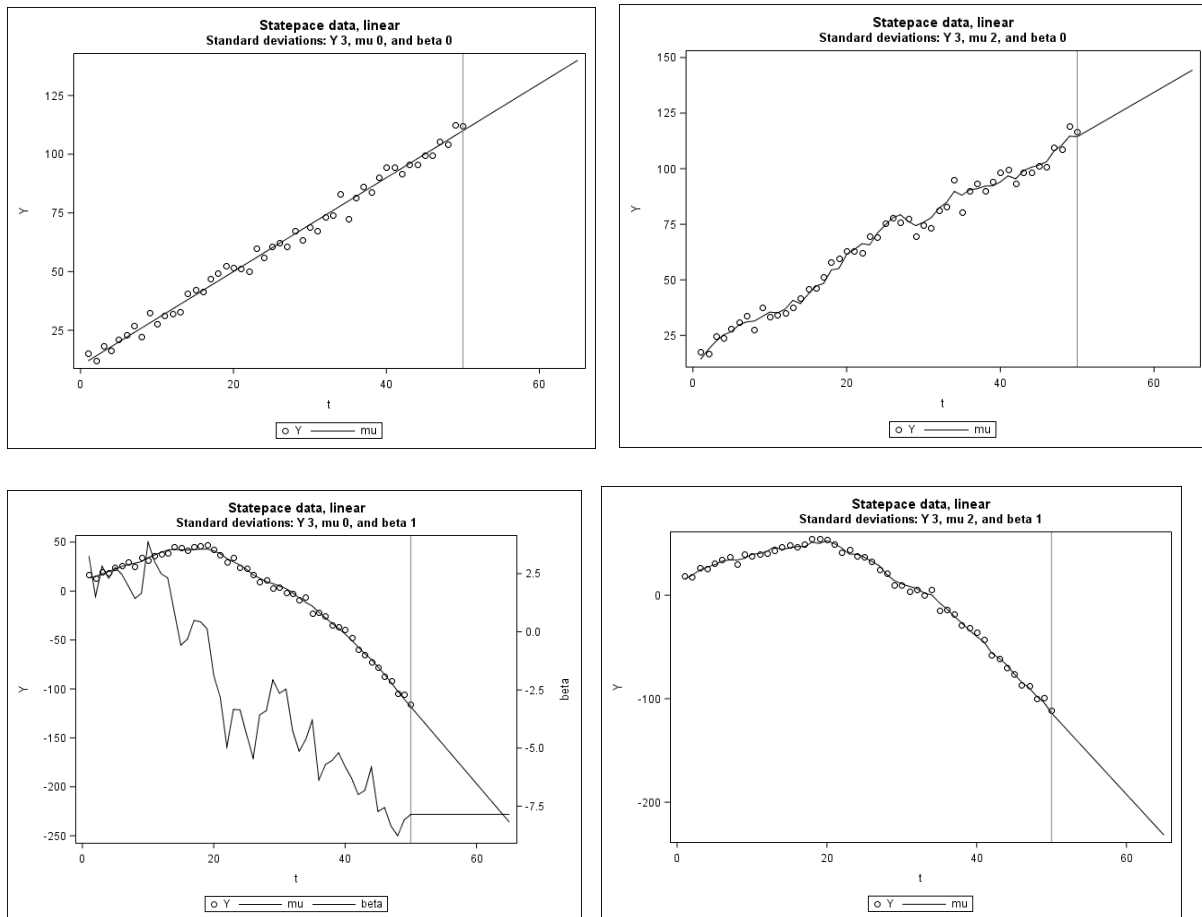 Statepace data, linear
Standard deviations: Y 3, mu 0, and beta 0
125
100
75
50
25
Y
0
20
40
60
t
Y mu
Statepace data, linear
Standard deviations: Y 3, mu 2, and beta 0
150
125
100
75
50
25
Y
0
20
40
60
t
Y mu
Statepace data, linear
Standard deviations: Y 3, mu 0, and beta 1
50
0
-50
-100
-150
-200
-250
Y
2.5
0.0
-2.5
-5.0
-7.5
beta
0
20
40
60
t
Y mu beta
Statepace data, linear
Standard deviations: Y 3, mu 2, and beta 1
0
-100
-200
Y
0
20
40
60
t
Y mu